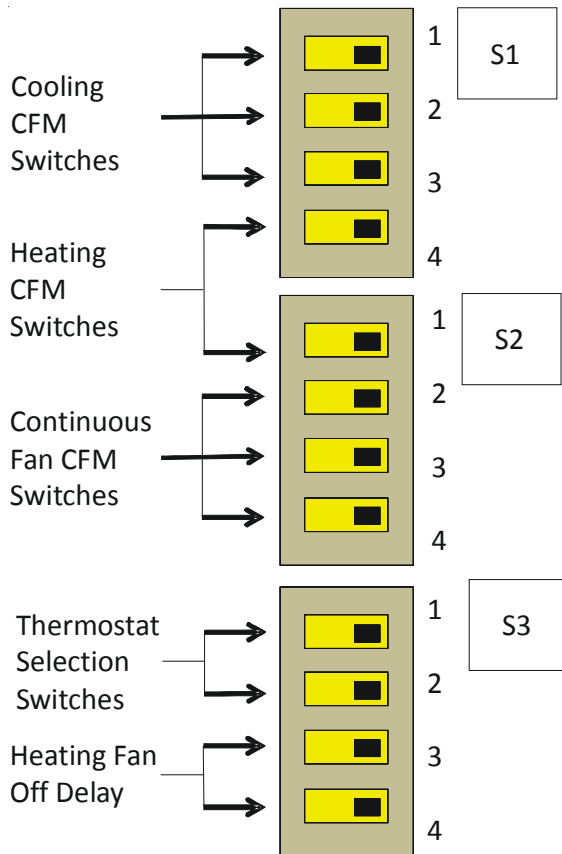 Cooling
CFM
Switches
1
2
3
4
S1
Heating
CFM
Switches
1
2
3
4
S2
Continuous
Fan CFM
Switches
Thermostat
Selection
Switches
1
2
3
4
S3
Heating Fan
Off Delay